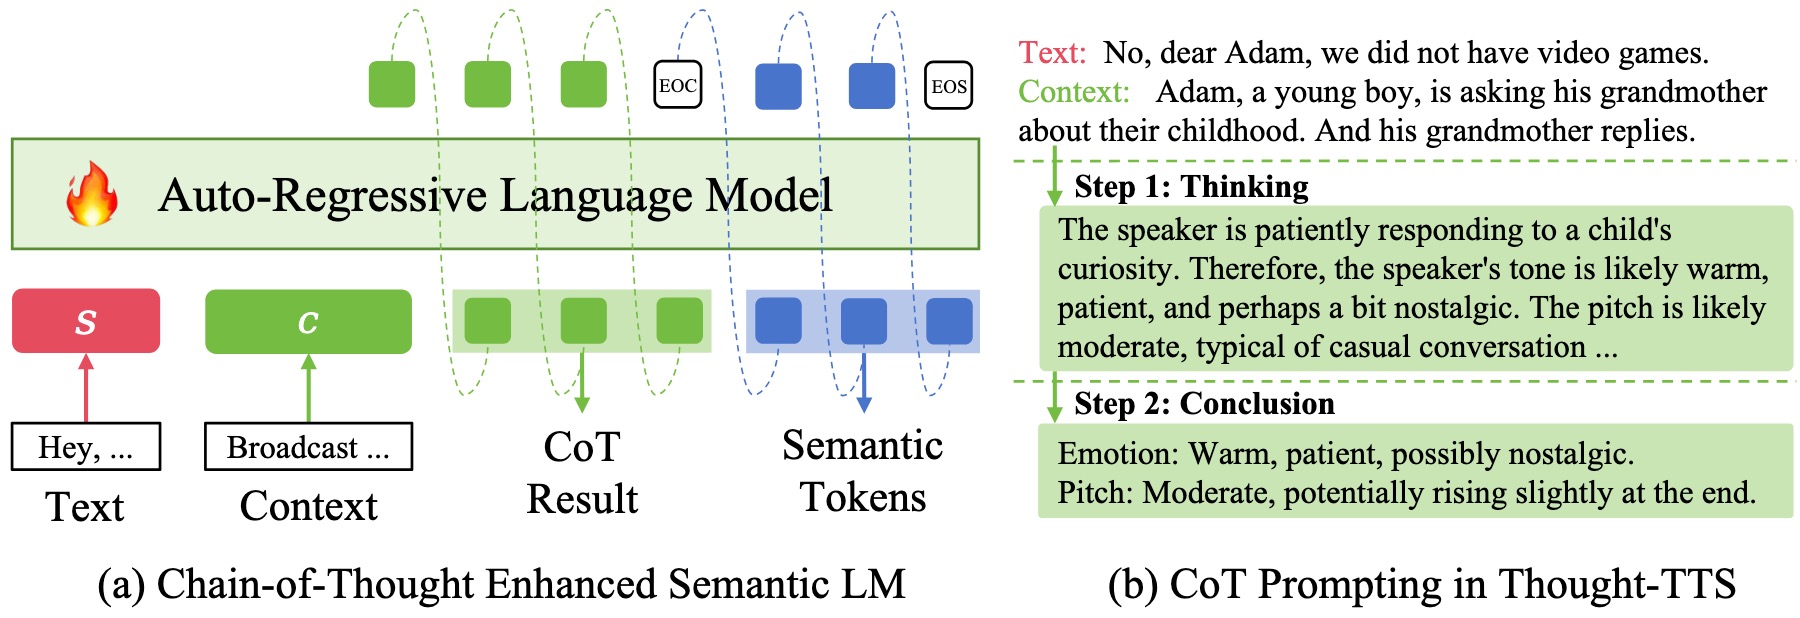 EOC
EOS
Auto-Regressive Language Model
S
c
Hey, ...
Broadcast ...
Text
Context
CoT
Result
Semantic
Tokens
(a) Chain-of-Thought Enhanced Semantic LM
Text: No, dear Adam, we did not have video games.
Context: Adam, a young boy, is asking his grandmother
about their childhood. And his grandmother replies.
Step 1: Thinking
The speaker is patiently responding to a child's
curiosity. Therefore, the speaker's tone is likely warm,
patient, and perhaps a bit nostalgic. The pitch is likely
moderate, typical of casual conversation ...
Step 2: Conclusion
Emotion: Warm, patient, possibly nostalgic.
Pitch: Moderate, potentially rising slightly at the end.
(b) CoT Prompting in Thought-TTS